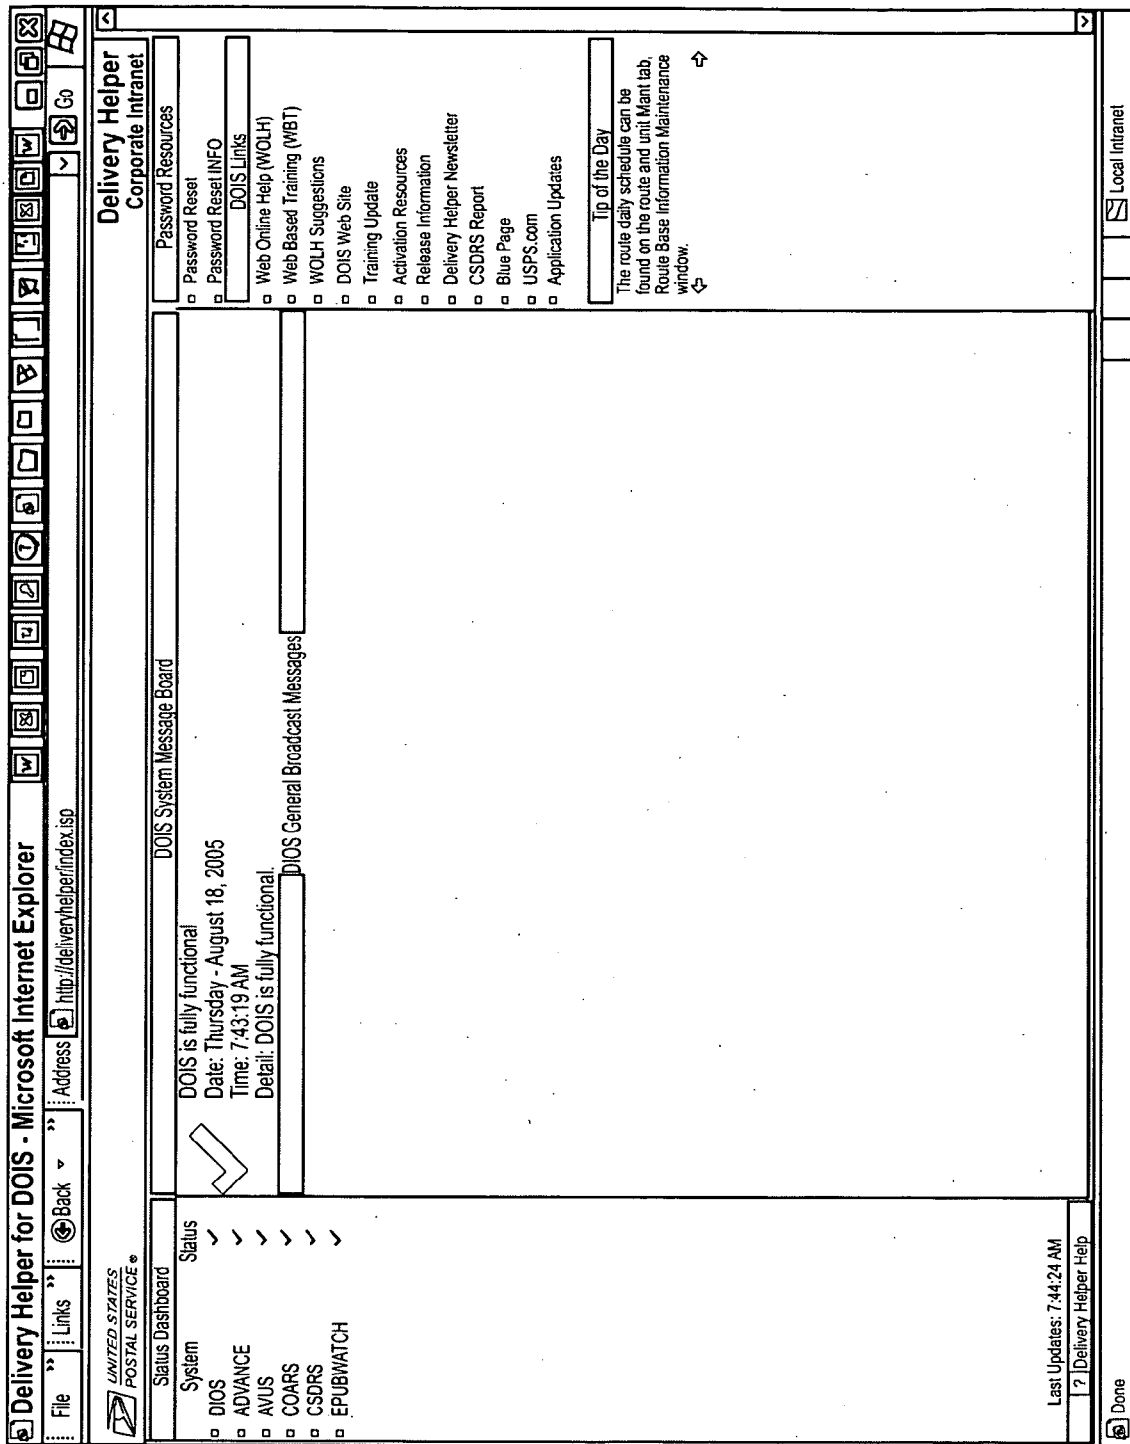 Delivery Helper for DOIS - Microsoft Internet Explorer
File » Links » Back » Address http://deliveryhelper/index.isp Go
UNITED STATES
POSTAL SERVICE ®
Delivery Helper
Corporate Intranet
Status Dashboard
System Status
DIOS
ADVANCE
AVUS
COARS
CSDRS
EPUBWATCH
Last Updates: 7:44:24 AM
? Delivery Helper Help
DOIS System Message Board
DOIS is fully functional
Date: Thursday - August 18, 2005
Time: 7:43:19 AM
Detail: DOIS is fully functional.
DIOS General Broadcast Messages
Password Resources
Password Reset
Password Reset INFO
DOIS Links
Web Online Help (WOLH)
Web Based Training (WBT)
WOLH Suggestions
DOIS Web Site
Training Update
Activation Resources
Release Information
Delivery Helper Newsletter
CSDRS Report
Blue Page
USPS.com
Application Updates
Tip of the Day
The route daily schedule can be
found on the route and unit Mant tab,
Route Base Information Maintenance
window.
Done
Local Intranet